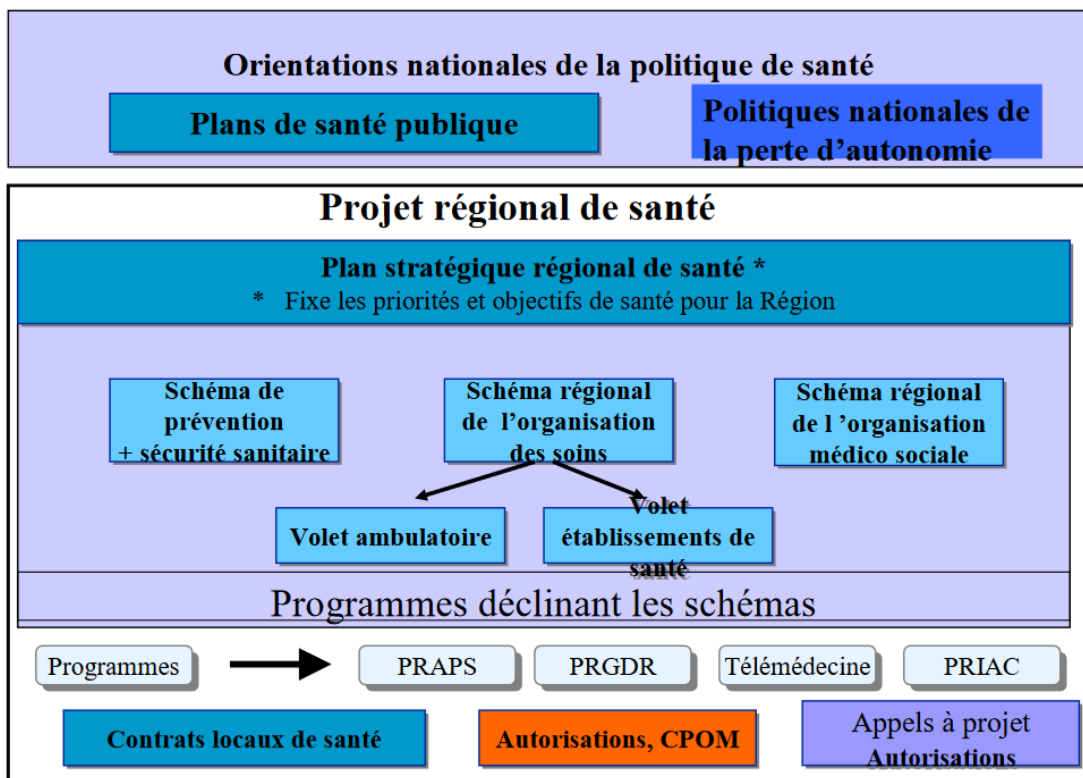 Orientations nationales de la politique de santé
Plans de santé publique
Politiques nationales de
la perte d’autonomie
Projet régional de santé
Plan stratégique régional de santé *
* Fixe les priorités et objectifs de santé pour la Région
Schéma de
prévention
+ sécurité sanitaire
Schéma régional
de l’organisation
des soins
Schéma régional
de l ’organisation
médico sociale
Volet ambulatoire
Volet
établissements de
santé
Programmes déclinant les schémas
Programmes
PRAPS
PRGDR
Télémédecine
PRIAC
Contrats locaux de santé
Autorisations, CPOM
Appels à projet
Autorisations